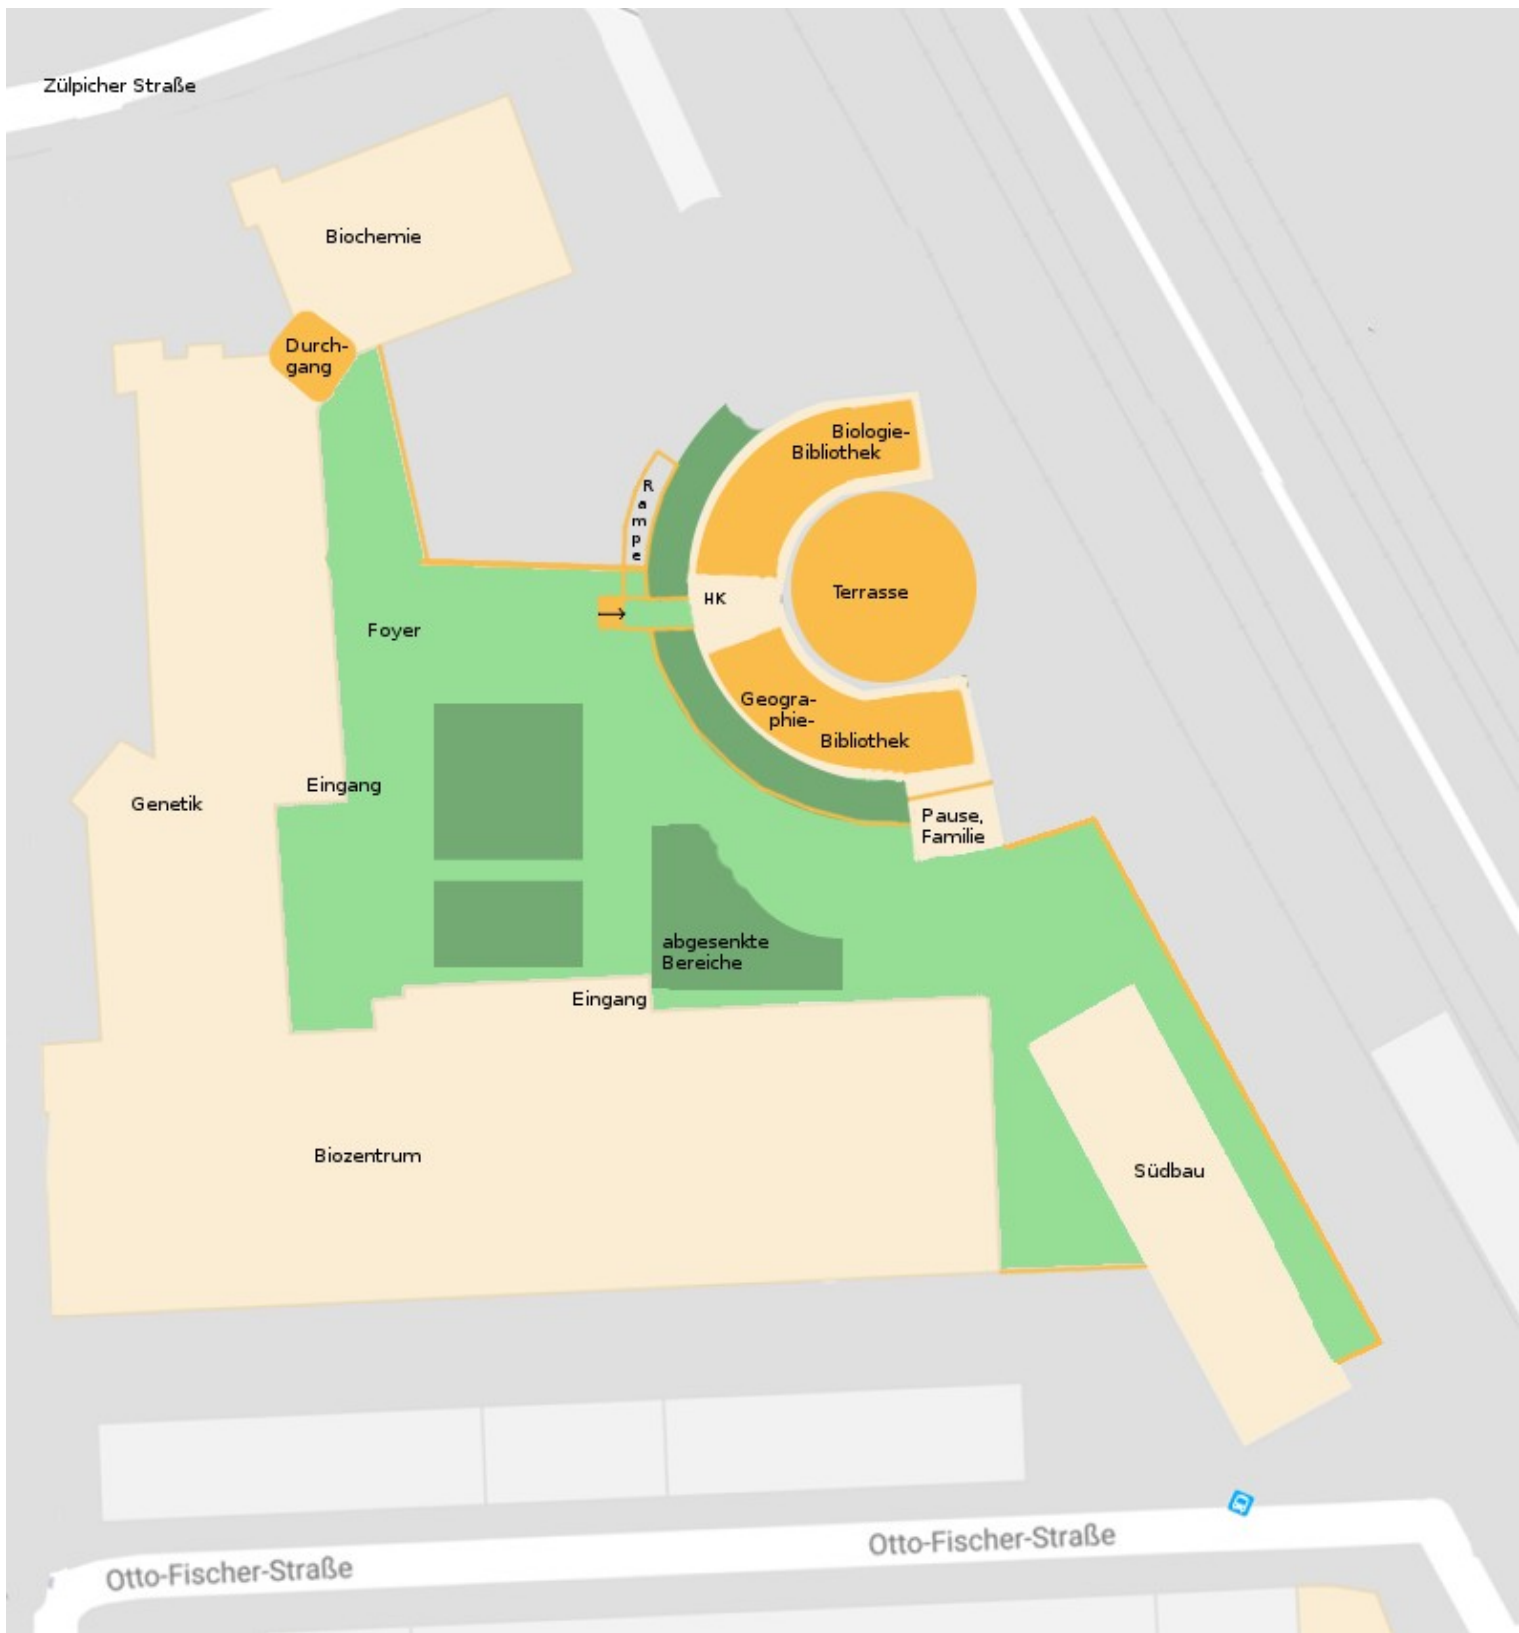 Zülpicher Straße
Biochemie
Durch-
gang
Biologie-
Bibliothek
R
a
m
p
e
HK
Terrasse
Foyer
Geogra-
phie-
Bibliothek
Eingang
Genetik
Pause,
Familie
abgesenkte
Bereiche
Eingang
Biozentrum
Südbau
Otto-Fischer-Straße
Otto-Fischer-Straße